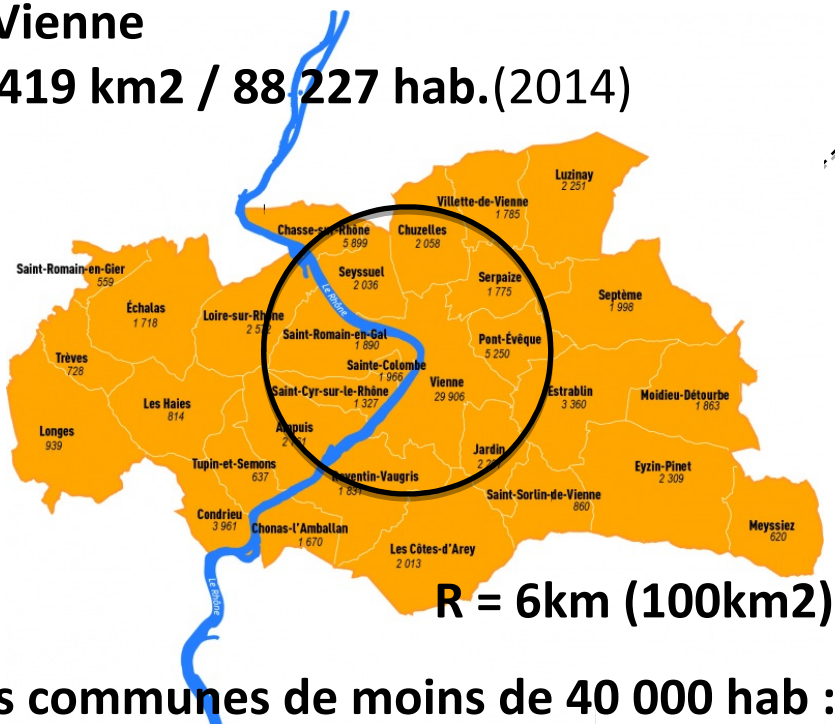 Vienne
419 km2 / 88 227 hab.(2014)
Luzinay
2 251
Villette-de-Vienne
1 785
Chasse-sur-Rhône
5 899
Chuzelles
2 058
Saint-Romain-en-Gier
559
Seyssuel
2 036
Serpaize
1 775
Septème
1 998
Échalas
1 718
Loire-sur-Rhône
Le Rhône
Saint-Romain-en-Gal
1 890
Pont-Évêque
5 250
Trèves
728
Sainte-Colombe
1 966
Vienne
29 906
Saint-Cyr-sur-le-Rhône
1 327
Estrablin
3 360
Moidieu-Détourbe
1 863
Les Haies
814
Longes
939
Ampuis
Jardin
Tupin-et-Semons
637
Reventin-Vaugris
Eyzin-Pinet
2 309
Saint-Sorlin-de-Vienne
860
Condrieu
3 961
Chonas-l'Amballan
1 670
Meyssiez
620
Les Côtes-d'Arey
2 013
Le Rhône
R = 6km (100km2)
s communes de moins de 40 000 hab :